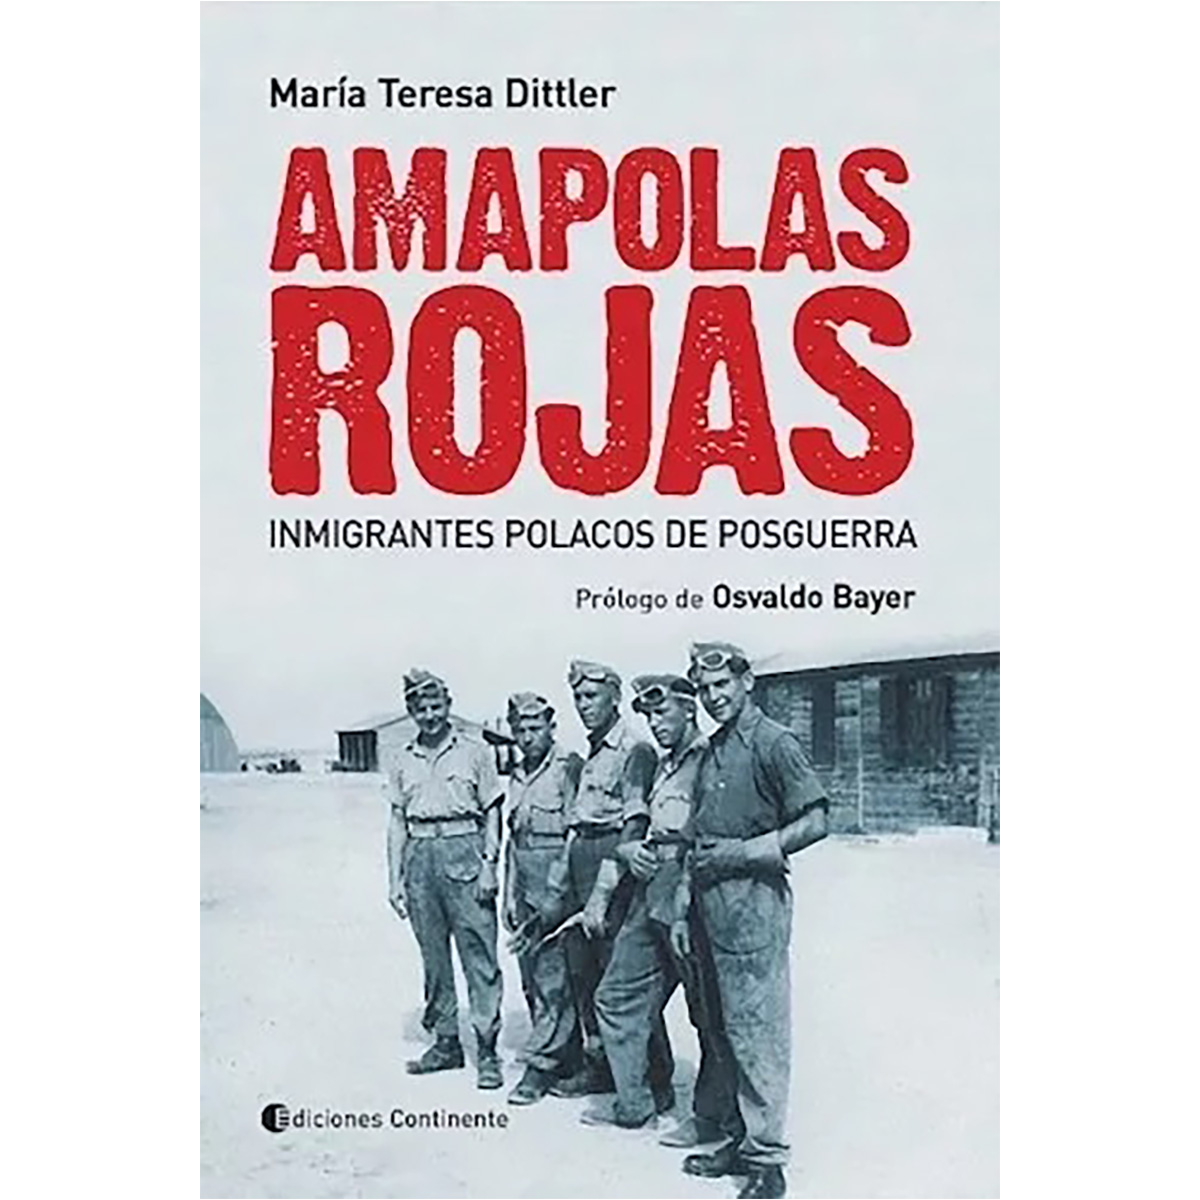 María Teresa Dittler
AMAPOLAS
ROJAS
INMIGRANTES POLACOS DE POSGUERRA
Prólogo de Osvaldo Bayer
Ediciones Continente